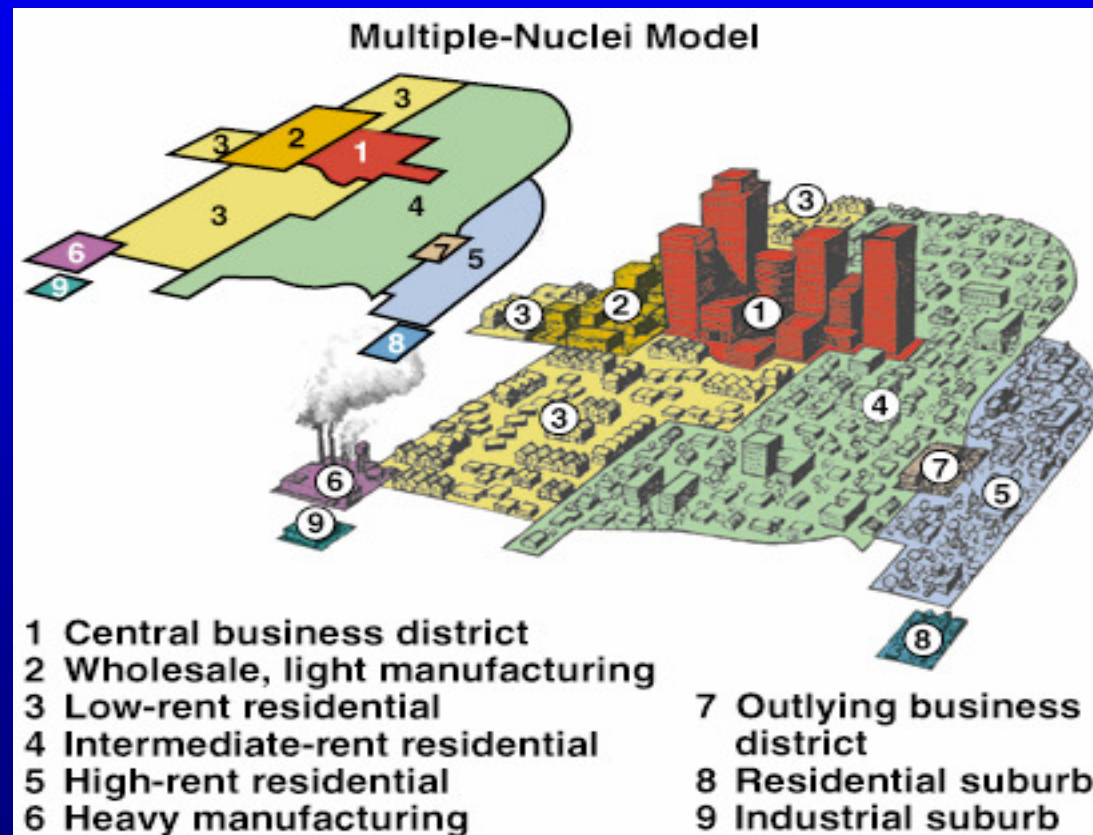 Multiple-Nuclei Model
3
2
3
1
3
4
6
7
5
9
8
3
2
3
1
3
4
7
6
5
9
8
1 Central business district
2 Wholesale, light manufacturing
3 Low-rent residential
4 Intermediate-rent residential
5 High-rent residential
6 Heavy manufacturing
7 Outlying business
district
8 Residential suburb
9 Industrial suburb